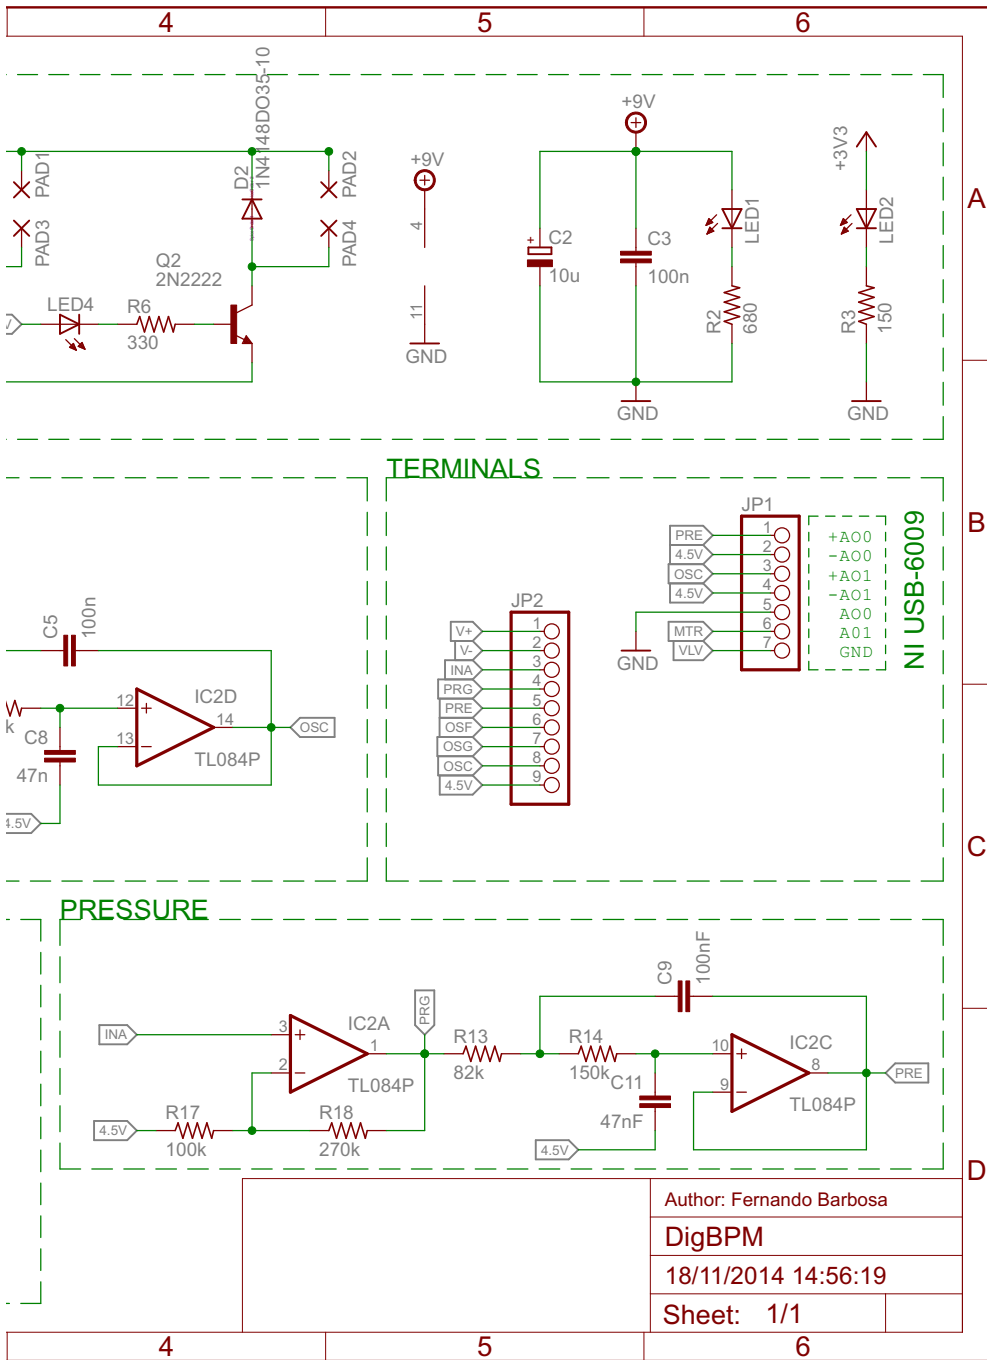 4 5 6
A
B
C
D
PAD1
PAD3
D2
1N4148DO35-10
PAD2
PAD4
Q2
2N2222
LED4
R6
330
+9V
4
11
GND
+9V
+
C2
10u
C3
100n
LED1
R2
680
GND
+3V3
LED2
R3
150
GND
TERMINALS
JP1
PRE 1
4.5V 2
OSC 3
4.5V 4
5
MTR 6
VLV 7
GND
+AO0
-AO0
+AO1
-AO1
AO0
AO1
GND
NI USB-6009
JP2
V+ 1
V- 2
INA 3
PRG 4
PRE 5
OSF 6
OSG 7
OSC 8
4.5V 9
C5
100n
k
C8
47n
4.5V
12
13
14
IC2D
TL084P
OSC
PRESSURE
INA
3
2
1
IC2A
TL084P
PRG
4.5V
R17
100k
R18
270k
R13
82k
R14
150k
C9
100nF
C11
47nF
4.5V
10
9
8
IC2C
TL084P
PRE
Author: Fernando Barbosa
DigBPM
18/11/2014 14:56:19
Sheet: 1/1
4 5 6